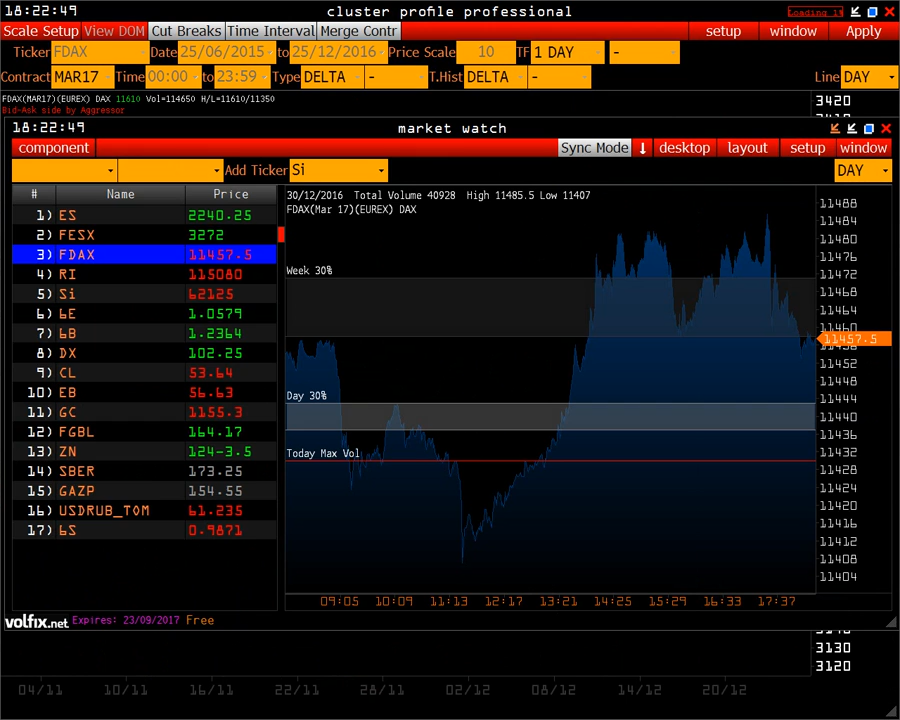 18:22:49 cluster profile professional
Scale Setup View DOM Cut Breaks Time Interval Merge Contr setup window Apply
Ticker FDAX Date 25/06/2015 to 25/12/2016 Price Scale 10 TF 1 DAY -
Contract MAR17 Time 00:00 to 23:59 Type DELTA - T.Hist DELTA - Line DAY
FDAX(MAR17)(EUREX) DAX 11610 Vol=114650 H/L=11610/11350 3420
Bid-Ask side by Aggressor
18:22:49 market watch
component Sync Mode ↓ desktop layout setup window
Add Ticker Si DAY
# Name Price
1) ES 2240.25
2) FESX 3272
3) FDAX 11457.5
4) RI 115080
5) Si 62125
6) 6E 1.0579
7) 6B 1.2364
8) DX 102.25
9) CL 53.64
10) EB 56.63
11) GC 1155.3
12) FGBL 164.17
13) ZN 124-3.5
14) SBER 173.25
15) GAZP 154.55
16) USDRUB_TOM 61.235
17) 6S 0.9871
30/12/2016 Total Volume 40928 High 11485.5 Low 11407
FDAX(Mar 17)(EUREX) DAX
Week 30%
Day 30%
Today Max Vol
11488
11484
11480
11476
11472
11468
11464
11460
11457.5
11452
11448
11444
11440
11436
11432
11428
11424
11420
11416
11412
11408
11404
09:05 10:09 11:13 12:17 13:21 14:25 15:29 16:33 17:37
volfix.net Expires: 23/09/2017 Free
3130
3120
04/11 10/11 16/11 22/11 28/11 02/12 08/12 14/12 20/12